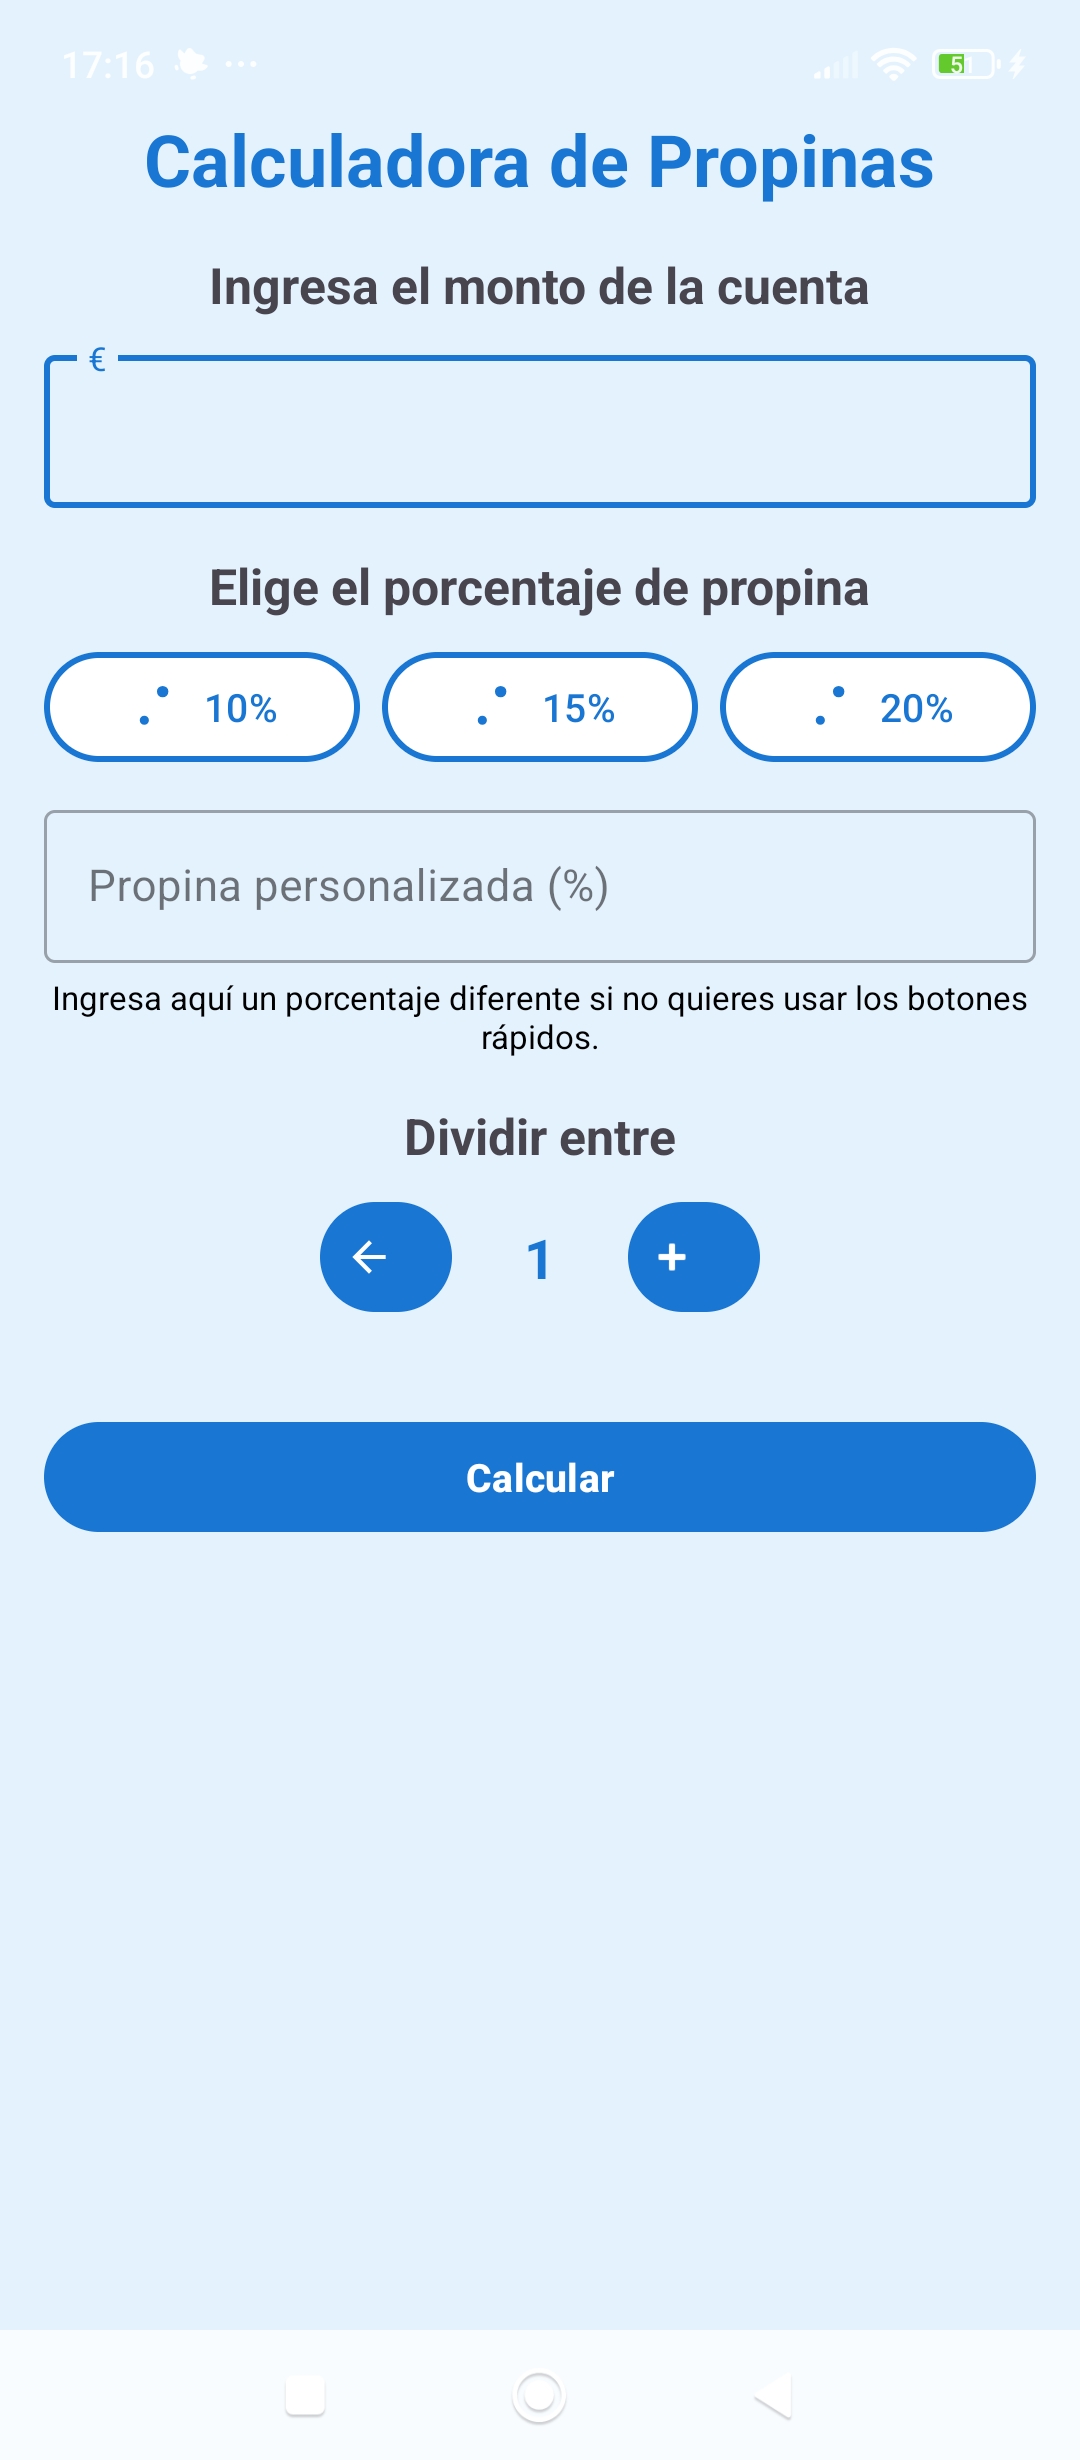 17:16
51
Calculadora de Propinas
Ingresa el monto de la cuenta
€
Elige el porcentaje de propina
10% 15% 20%
Propina personalizada (%)
Ingresa aquí un porcentaje diferente si no quieres usar los botones
rápidos.
Dividir entre
1
Calcular